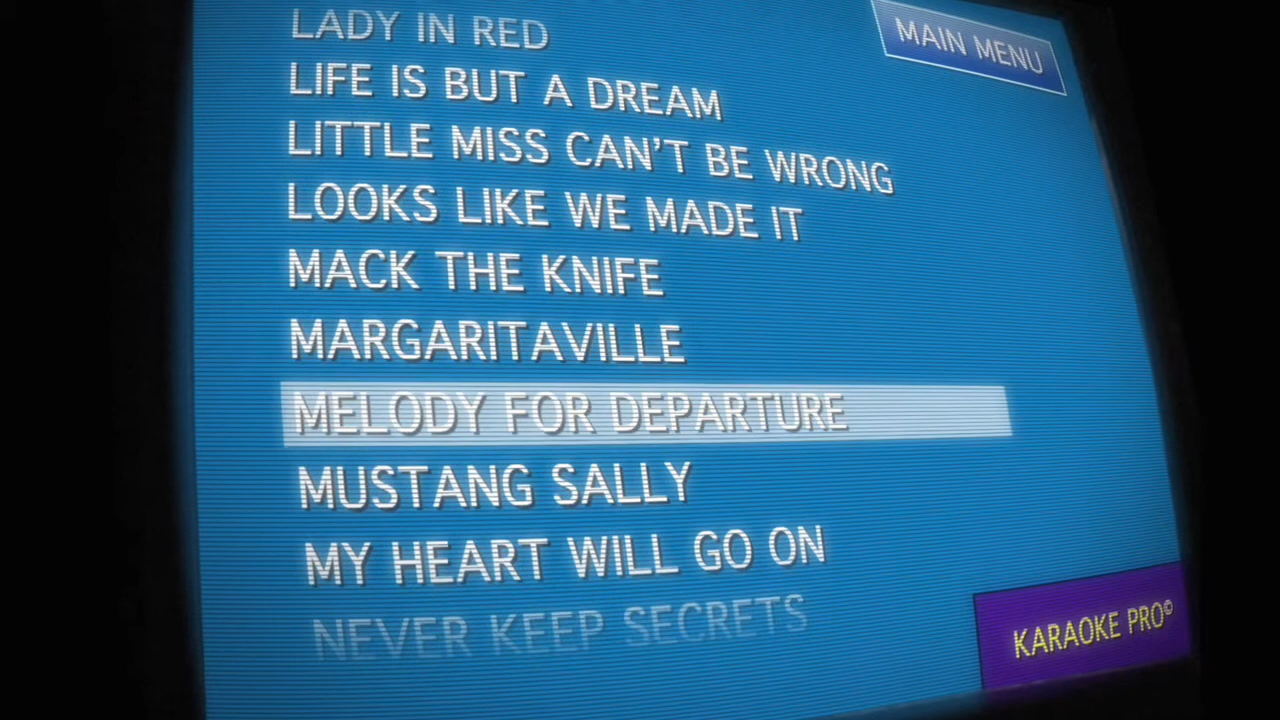 LADY IN RED
MAIN MENU
LIFE IS BUT A DREAM
LITTLE MISS CAN'T BE WRONG
LOOKS LIKE WE MADE IT
MACK THE KNIFE
MARGARITAVILLE
MELODY FOR DEPARTURE
MUSTANG SALLY
MY HEART WILL GO ON
NEVER KEEP SECRETS
KARAOKE PRO©